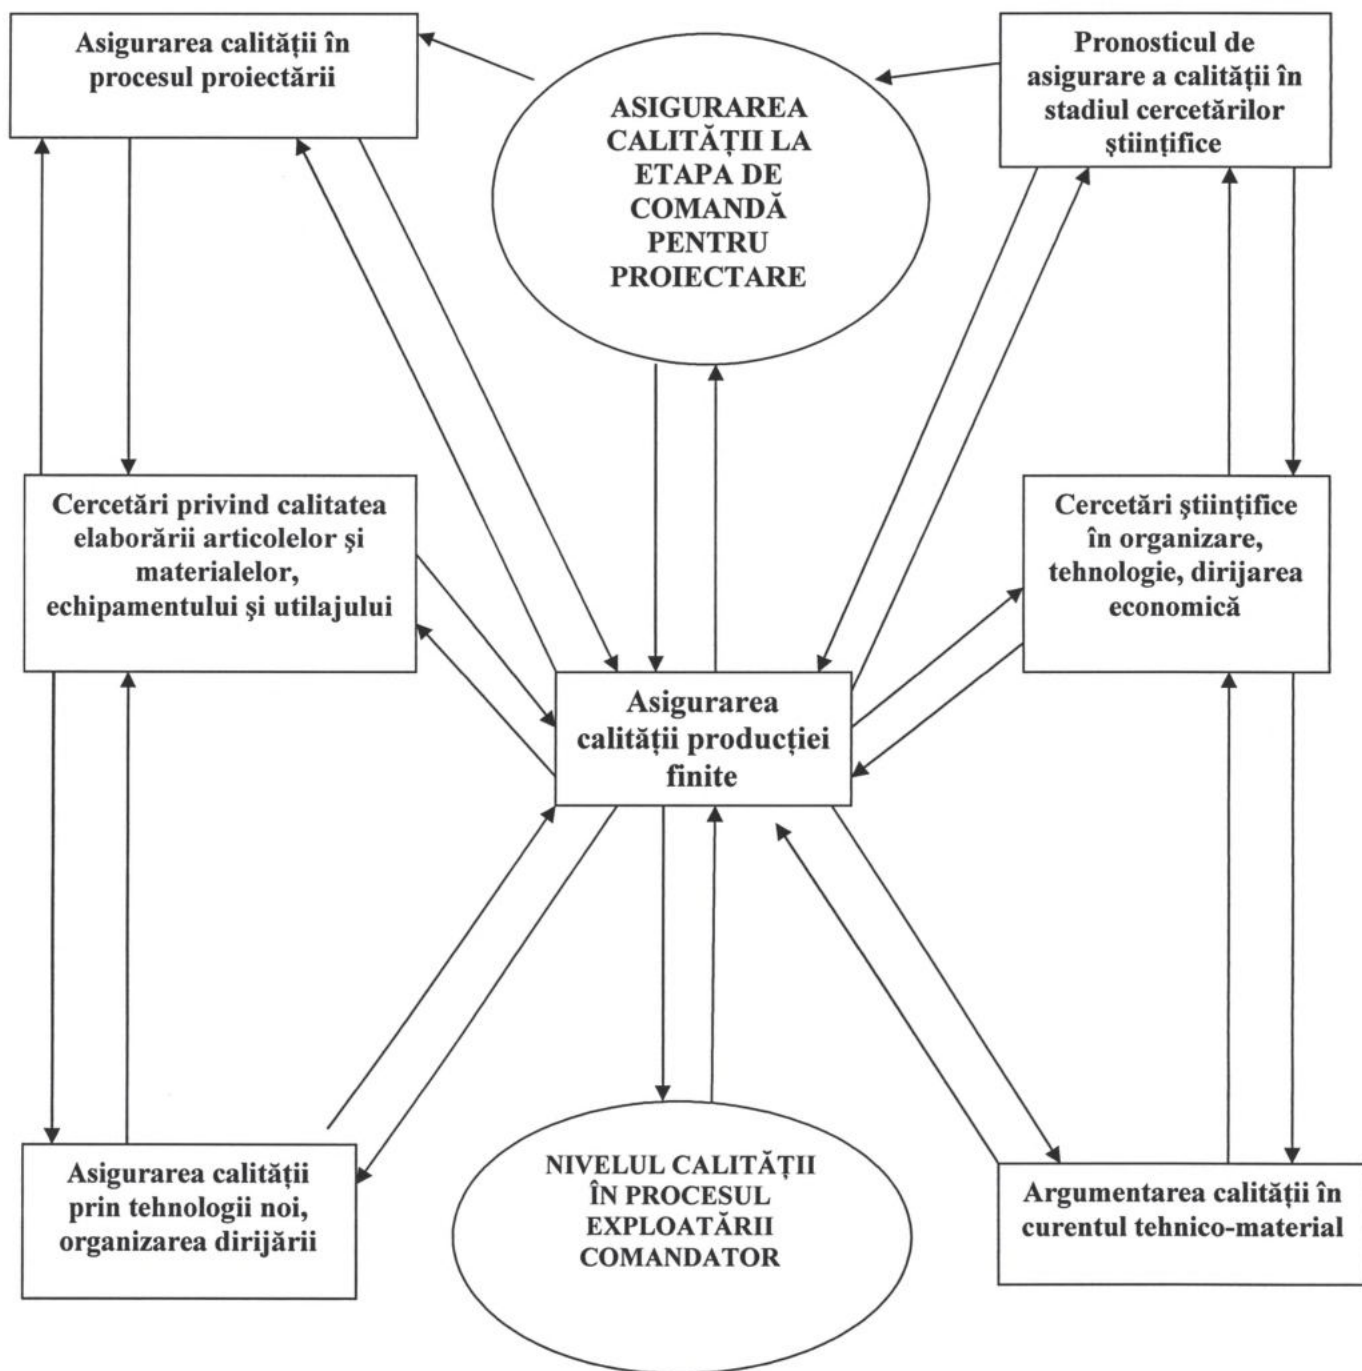 Asigurarea calității în
procesul proiectării
ASIGURAREA
CALITĂȚII LA
ETAPA DE
COMANDĂ
PENTRU
PROIECTARE
Pronosticul de
asigurare a calității în
stadiul cercetărilor
științifice
Cercetări privind calitatea
elaborării articolelor și
materialelor,
echipamentului și utilajului
Cercetări științifice
în organizare,
tehnologie, dirijarea
economică
Asigurarea
calității producției
finite
Asigurarea calității
prin tehnologii noi,
organizarea dirijării
NIVELUL CALITĂȚII
ÎN PROCESUL
EXPLOATĂRII
COMANDATOR
Argumentarea calității în
curentul tehnico-material